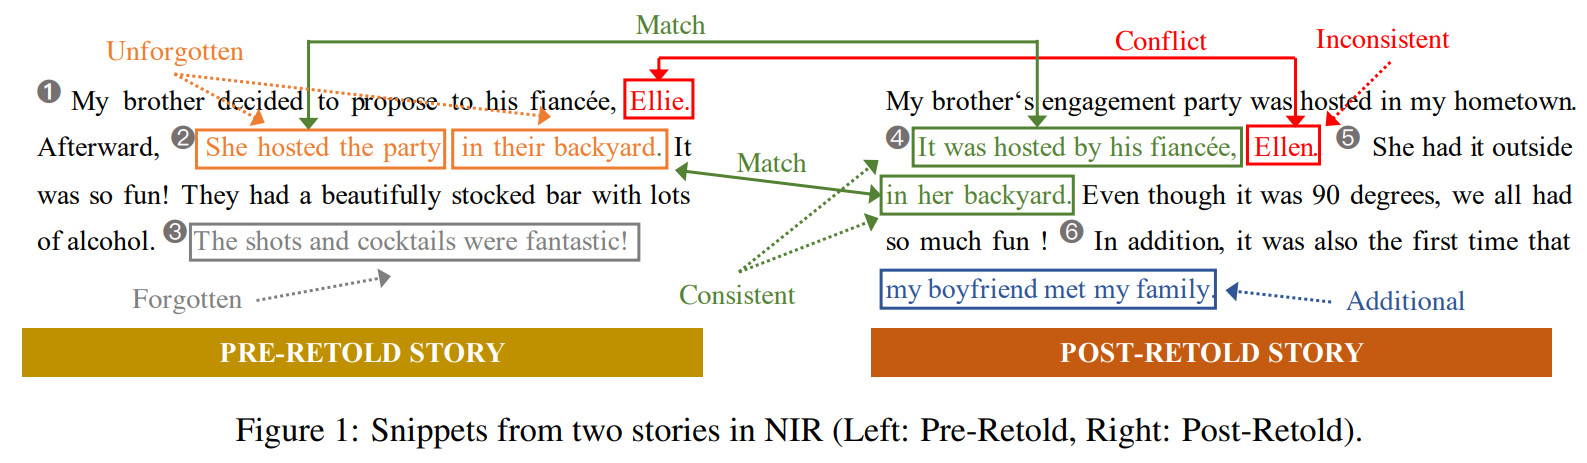 Match
Conflict
Inconsistent
Unforgotten
❶ My brother decided to propose to his fiancée, Ellie.
Afterward, ❷ She hosted the party in their backyard. It
was so fun! They had a beautifully stocked bar with lots
of alcohol. ❸ The shots and cocktails were fantastic!
Forgotten
PRE-RETOLD STORY
Match
Consistent
My brother‘s engagement party was hosted in my hometown.
❹ It was hosted by his fiancée, Ellen. ❺ She had it outside
in her backyard. Even though it was 90 degrees, we all had
so much fun ! ❻ In addition, it was also the first time that
my boyfriend met my family.
Additional
POST-RETOLD STORY
Figure 1: Snippets from two stories in NIR (Left: Pre-Retold, Right: Post-Retold).